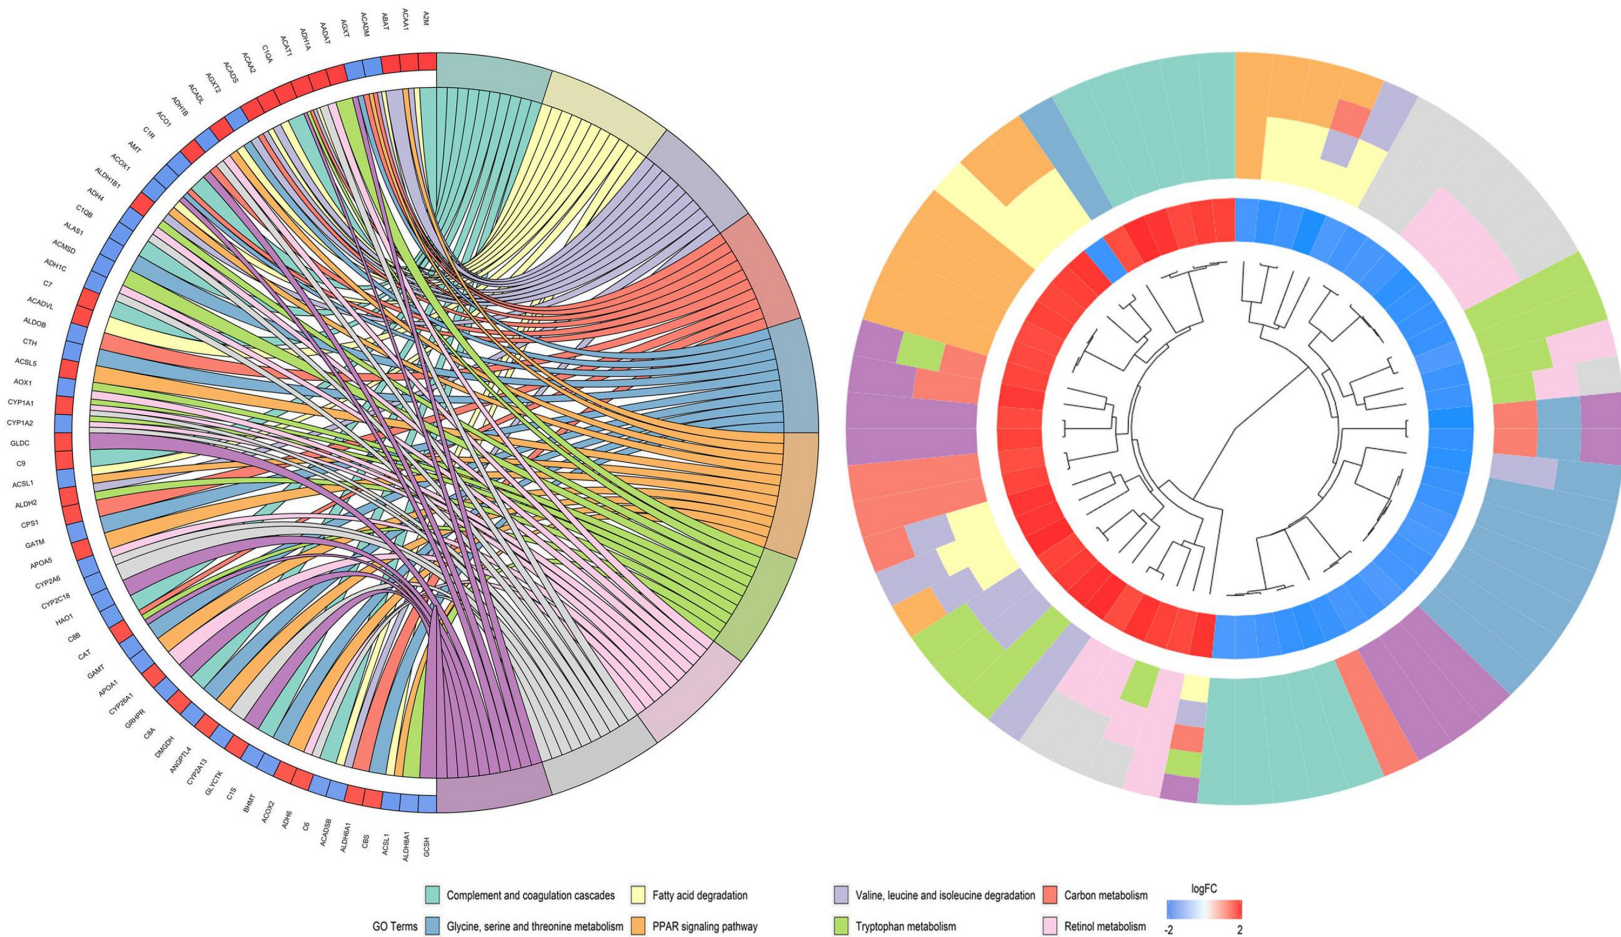 A2M
ACAA1
ABAT
ACADM
AGXT
AADAT
ADH1A
ACAT1
C1QA
ACAA2
ACADS
AGXT2
ACADL
ADH1B
ACO1
C1R
AMT
ACOX1
ALDH1B1
ADH4
C1QB
ALAS1
ACMSD
ADH1C
C7
ACADVL
ALDOB
CTH
ACSL5
AOX1
CYP1A1
CYP1A2
GLDC
C9
ACSL1
ALDH2
CPS1
GATM
APOA5
CYP2A6
CYP2C18
HAO1
C8B
CAT
GAMT
APOA1
CYP26A1
GRHPR
C8A
DMGDH
ANGPTL4
CYP2A13
GLYCTK
C1S
BHMT
ACOX2
ADH6
C6
ACADSB
ALDH6A1
CBS
ACSL1
ALDH8A1
GCSH
Complement and coagulation cascades Fatty acid degradation Valine, leucine and isoleucine degradation Carbon metabolism logFC
GO Terms Glycine, serine and threonine metabolism PPAR signaling pathway Tryptophan metabolism Retinol metabolism -2 2